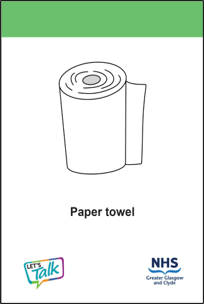 Paper towel
LET'S
Talk
NHS
Greater Glasgow
and Clyde